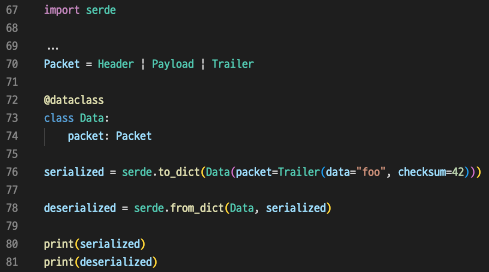 67 import serde
68
69 ...
70 Packet = Header | Payload | Trailer
71
72 @dataclass
73 class Data:
74     packet: Packet
75
76 serialized = serde.to_dict(Data(packet=Trailer(data="foo", checksum=42)))
77
78 deserialized = serde.from_dict(Data, serialized)
79
80 print(serialized)
81 print(deserialized)